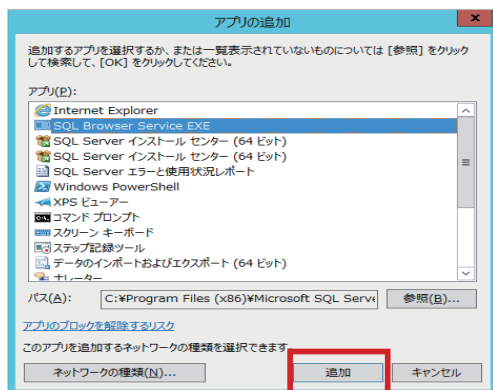 アプリの追加
x
追加するアプリを選択するか、または一覧表示されていないものについては [参照] をクリック
して検索して、[OK] をクリックしてください。
アプリ(P):
Internet Explorer
SQL Browser Service EXE
SQL Server インストール センター (64 ビット)
SQL Server インストール センター (64 ビット)
SQL Server エラーと使用状況レポート
Windows PowerShell
XPS ビューアー
コマンド プロンプト
スクリーン キーボード
ステップ記録ツール
データのインポートおよびエクスポート (64 ビット)
ナレーター
パス(A): C:¥Program Files (x86)¥Microsoft SQL Serve 参照(B)...
アプリのブロックを解除するリスク
このアプリを追加するネットワークの種類を選択できます。
ネットワークの種類(N)... 追加 キャンセル